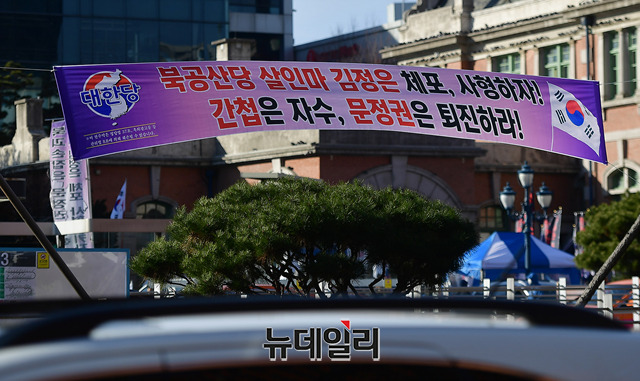 북공산당 살인마 김정은 체포, 사형하자!
대한당
간첩은 자수, 문정권은 퇴진하라!
3
뉴데일리